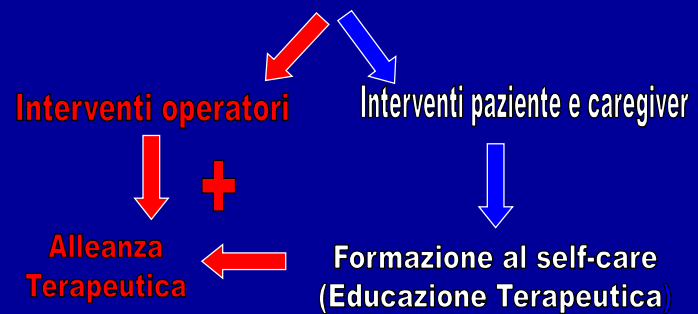 Interventi operatori
Interventi paziente e caregiver
+
Alleanza
Terapeutica
Formazione al self-care
(Educazione Terapeutica)